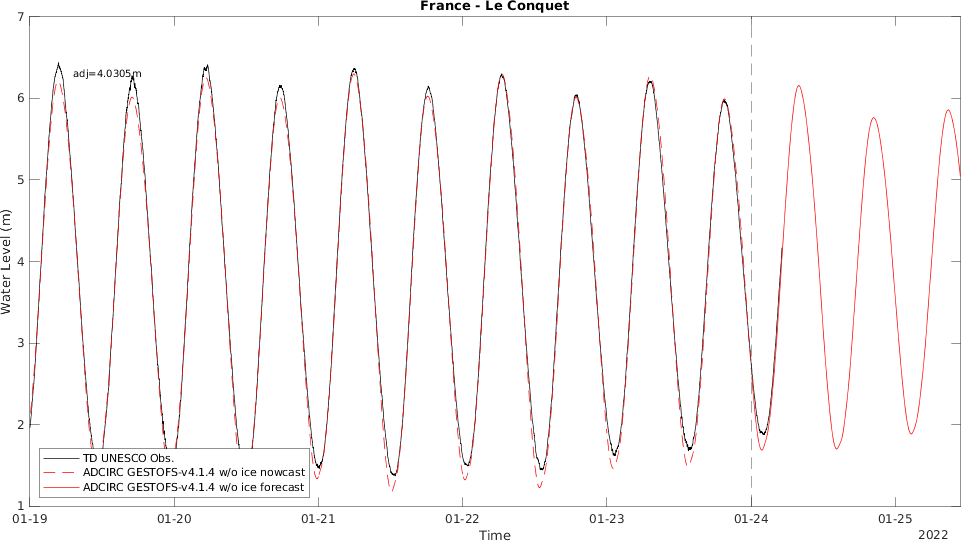 France - Le Conquet
adj=4.0305m
7
6
5
4
3
2
1
Water Level (m)
TD UNESCO Obs.
ADCIRC GESTOFS-v4.1.4 w/o ice nowcast
ADCIRC GESTOFS-v4.1.4 w/o ice forecast
01-19 01-20 01-21 01-22 01-23 01-24 01-25
Time
2022